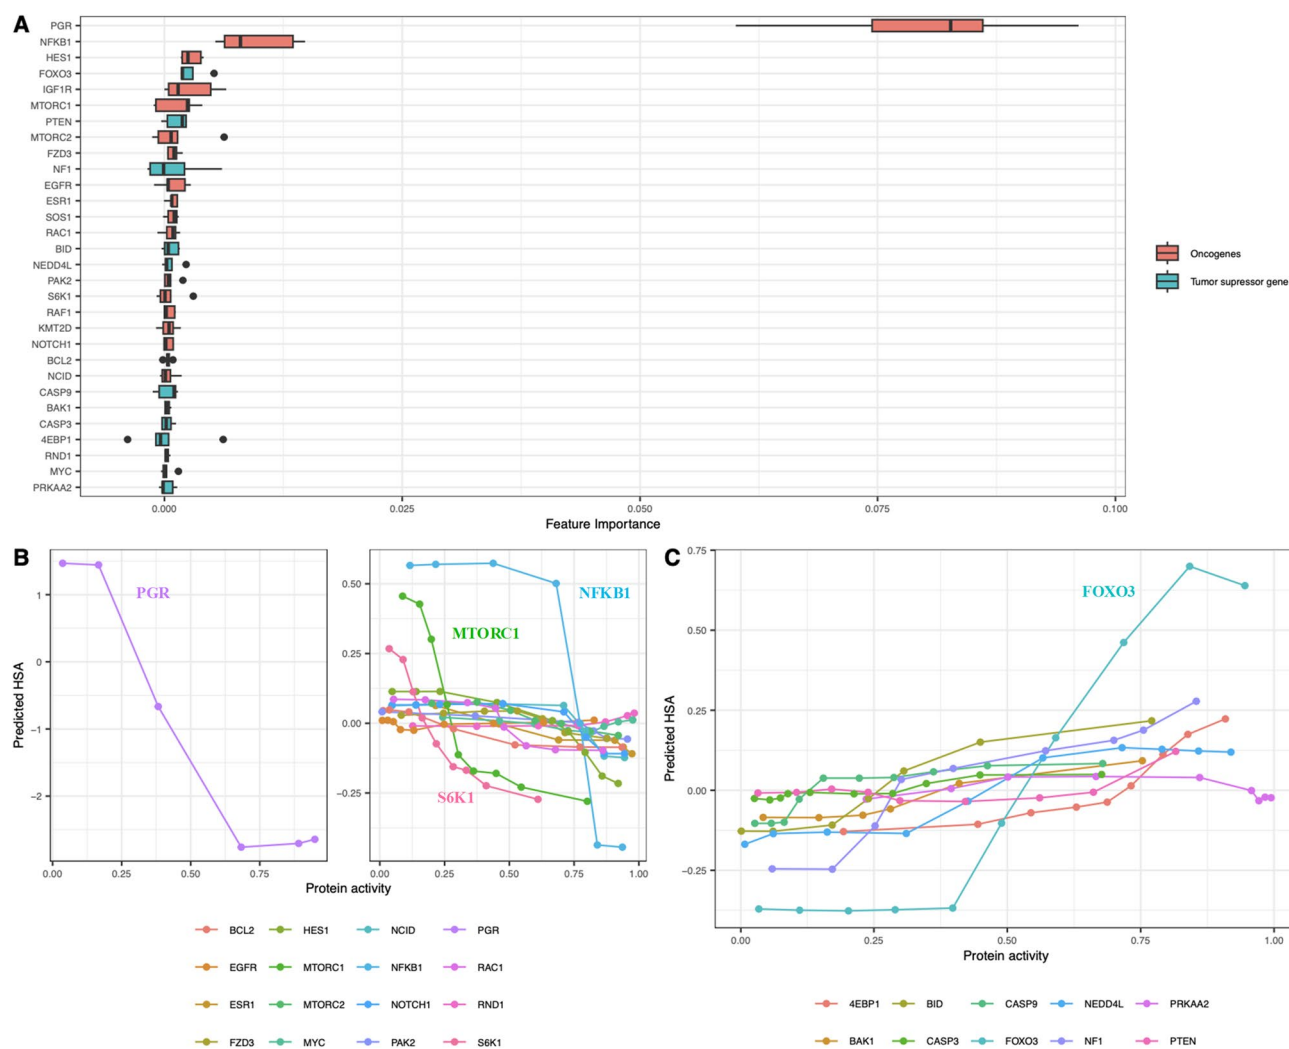 A
PGR
NFKB1
HES1
FOXO3
IGF1R
MTORC1
PTEN
MTORC2
FZD3
NF1
EGFR
ESR1
SOS1
RAC1
BID
NEDD4L
PAK2
S6K1
RAF1
KMT2D
NOTCH1
BCL2
NCID
CASP9
BAK1
CASP3
4EBP1
RND1
MYC
PRKAA2
0.000 0.025 0.050 0.075 0.100
Feature Importance
Oncogenes
Tumor supressor gene
B
Predicted HSA
1
0
−1
−2
PGR
0.00 0.25 0.50 0.75
0.50
0.25
0.00
−0.25
NFKB1
MTORC1
S6K1
0.00 0.25 0.50 0.75 1.00
Protein activity
BCL2 HES1 NCID PGR
EGFR MTORC1 NFKB1 RAC1
ESR1 MTORC2 NOTCH1 RND1
FZD3 MYC PAK2 S6K1
C
Predicted HSA
0.75
0.50
0.25
0.00
−0.25
FOXO3
0.00 0.25 0.50 0.75 1.00
Protein activity
4EBP1 BID CASP9 NEDD4L PRKAA2
BAK1 CASP3 FOXO3 NF1 PTEN